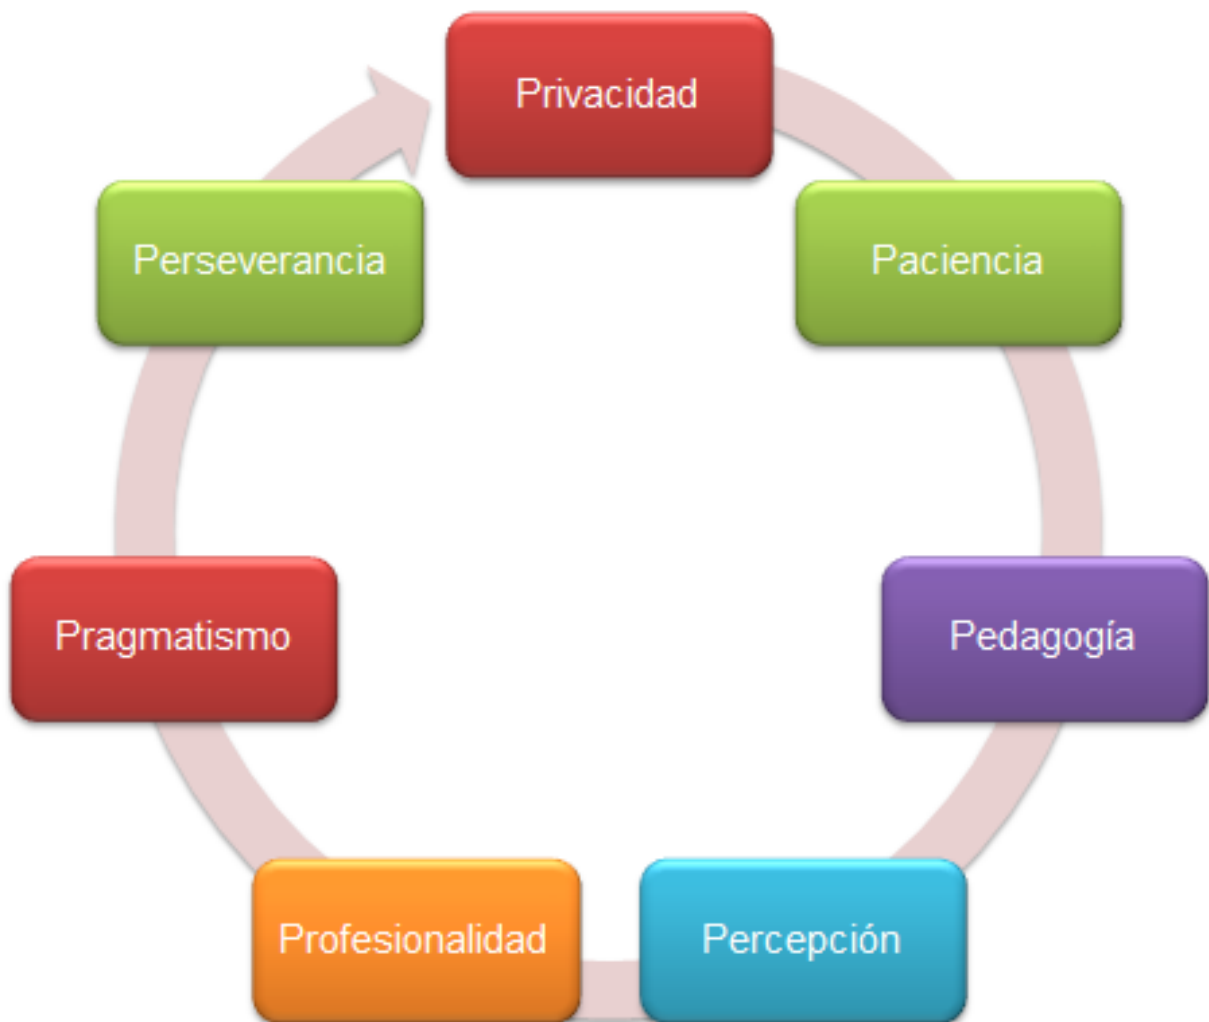 Privacidad
Paciencia
Pedagogía
Percepción
Profesionalidad
Pragmatismo
Perseverancia